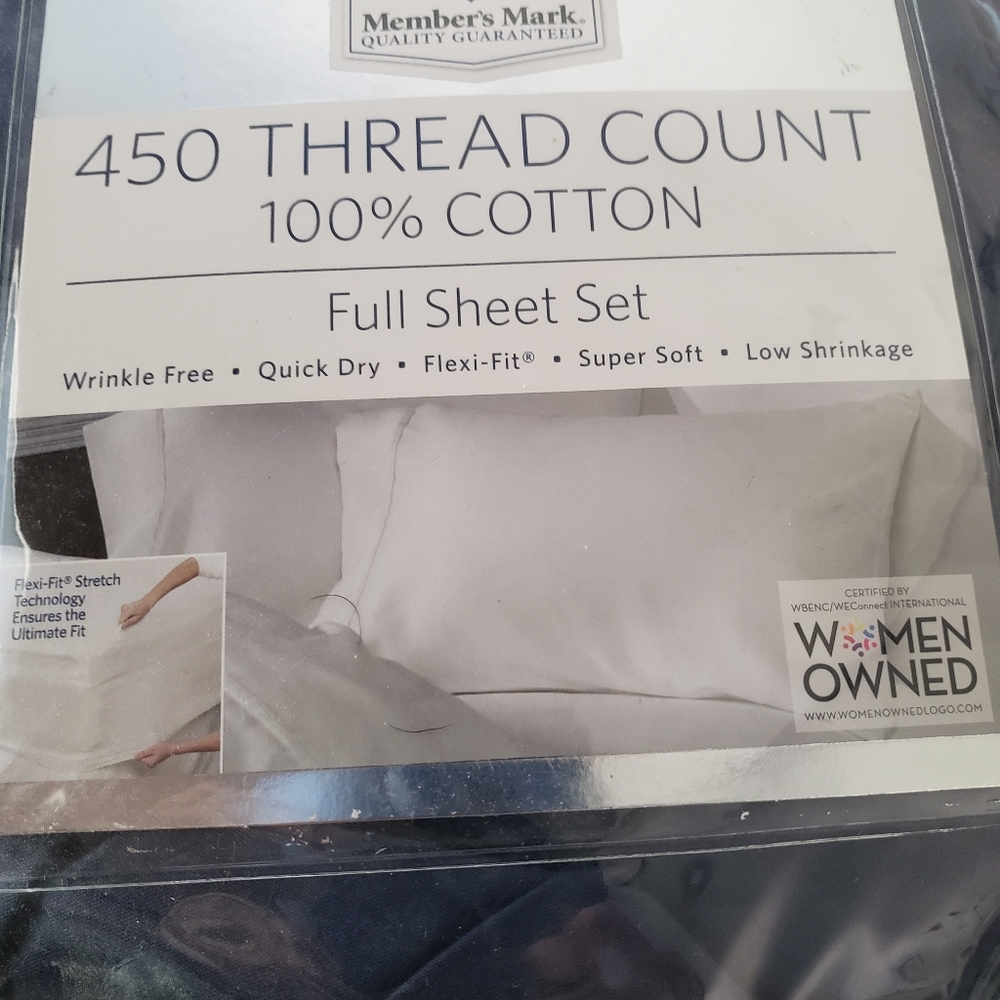 Member's Mark®
QUALITY GUARANTEED
450 THREAD COUNT
100% COTTON
Full Sheet Set
Wrinkle Free • Quick Dry • Flexi-Fit® • Super Soft • Low Shrinkage
Flexi-Fit® Stretch
Technology
Ensures the
Ultimate Fit
CERTIFIED BY
WBENC/WEConnect INTERNATIONAL
WOMEN
OWNED
WWW.WOMENOWNEDLOGO.COM